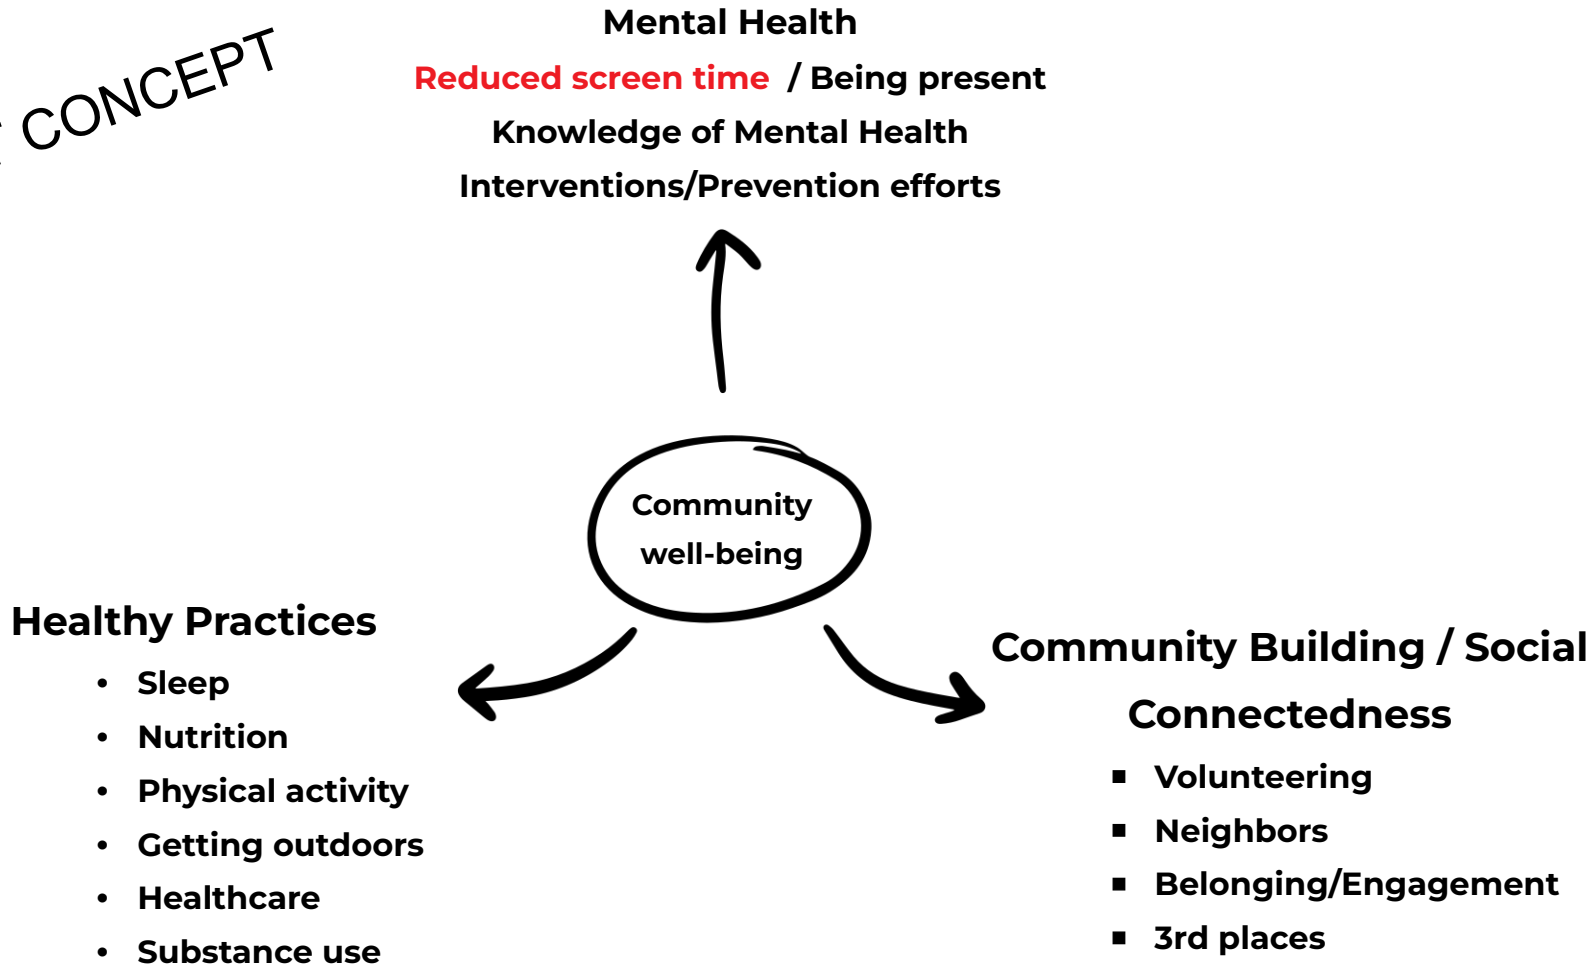 CONCEPT
Mental Health
Reduced screen time / Being present
Knowledge of Mental Health
Interventions/Prevention efforts
Community
well-being
Healthy Practices
• Sleep
• Nutrition
• Physical activity
• Getting outdoors
• Healthcare
• Substance use
Community Building / Social
Connectedness
▪ Volunteering
▪ Neighbors
▪ Belonging/Engagement
▪ 3rd places